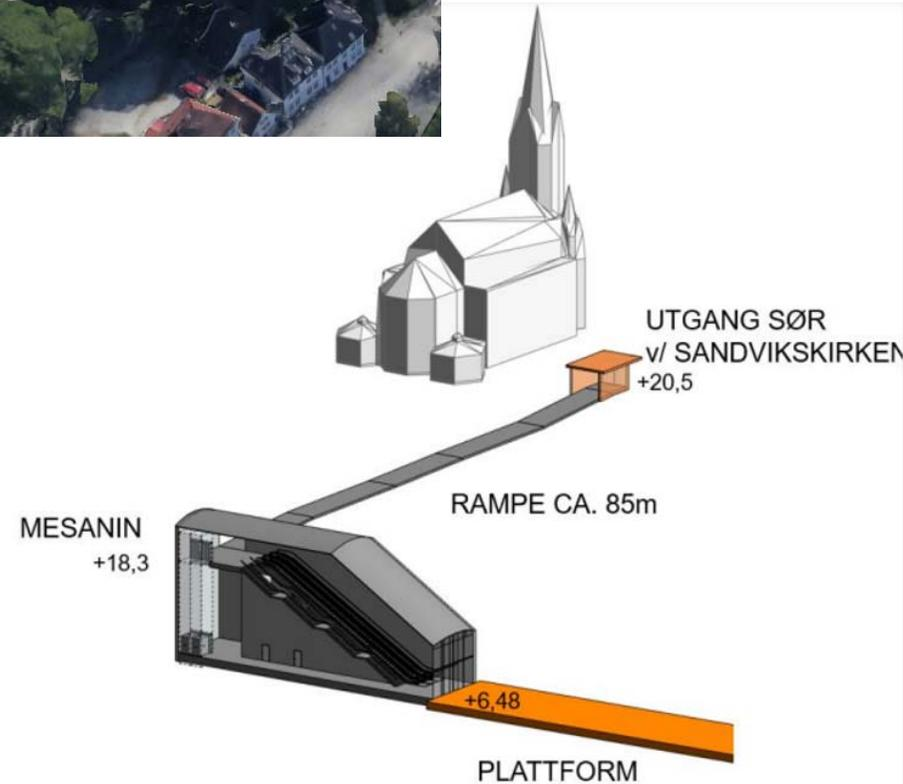 UTGANG SØR
v/ SANDVIKSKIRKEN
+20,5
RAMPE CA. 85m
MESANIN
+18,3
+6,48
PLATTFORM